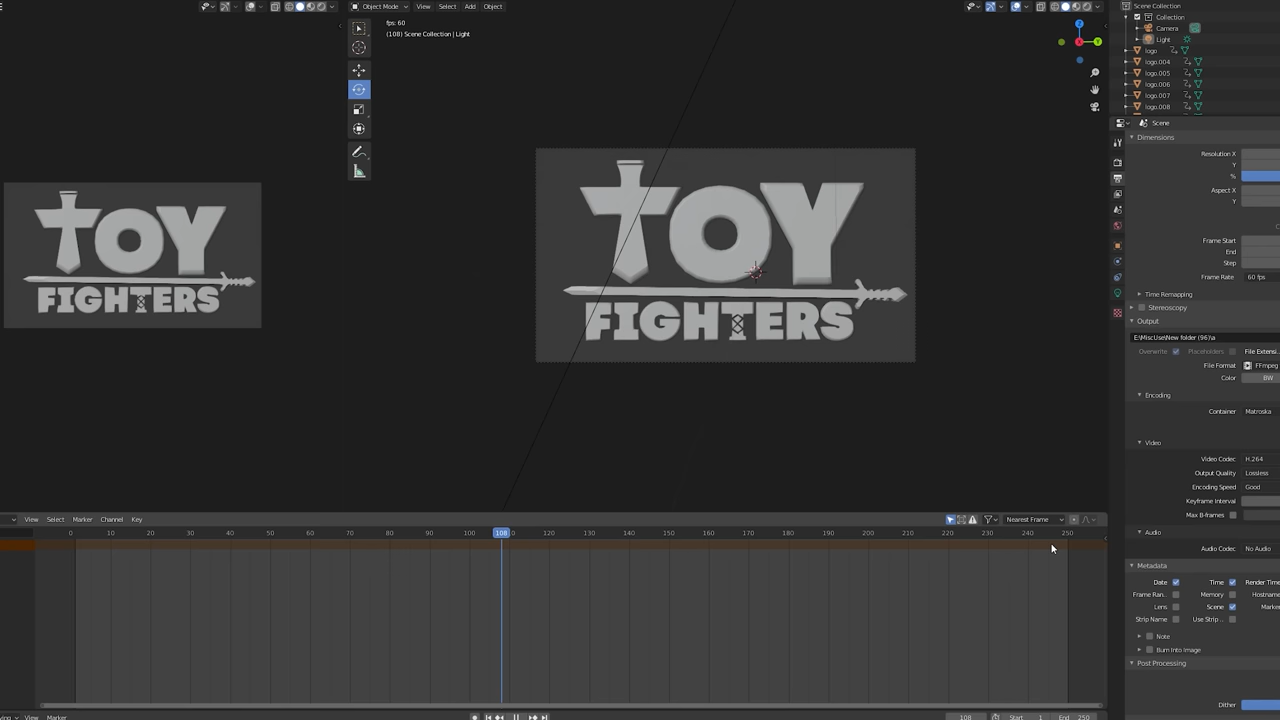 Object Mode View Select Add Object
fps: 60
(108) Scene Collection | Light
TOY
FIGHTERS
TOY
FIGHTERS
Z
Y
Scene Collection
Collection
Camera
Light
logo
logo.004
logo.005
logo.006
logo.007
logo.008
Scene
Dimensions
Resolution X
Y
%
Aspect X
Y
Frame Start
End
Step
Frame Rate 60 fps
Time Remapping
Stereoscopy
Output
E:\MiscUse\New folder (96)\a
Overwrite Placeholders File Extensi..
File Format FFmpeg
Color BW
Encoding
Container Matroska
Video
Video Codec H.264
Output Quality Lossless
Encoding Speed Good
Keyframe Interval
Max B-frames
Audio
Audio Codec No Audio
Metadata
Date Time Render Time
Frame Ran.. Memory Hostname
Lens Scene Marker
Strip Name Use Strip ..
Note
Burn Into Image
Post Processing
Dither
View Select Marker Channel Key Nearest Frame
0 10 20 30 40 50 60 70 80 90 100 108 120 130 140 150 160 170 180 190 200 210 220 230 240 250
View Marker 108 Start 1 End 250